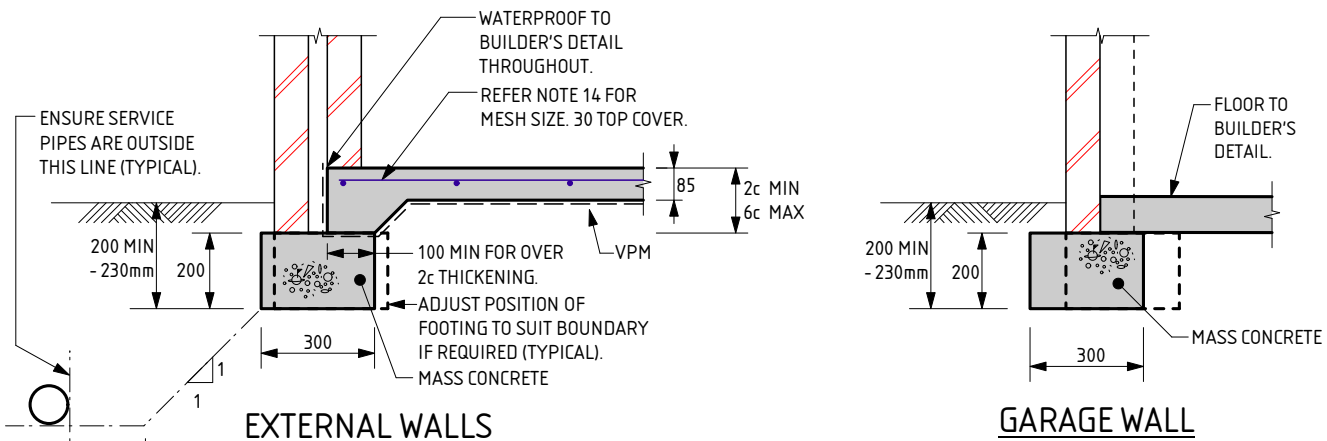 WATERPROOF TO
BUILDER'S DETAIL
THROUGHOUT.
REFER NOTE 14 FOR
MESH SIZE. 30 TOP COVER.
ENSURE SERVICE
PIPES ARE OUTSIDE
THIS LINE (TYPICAL).
85
2c MIN
6c MAX
200 MIN
- 230mm
200
100 MIN FOR OVER
2c THICKENING.
VPM
ADJUST POSITION OF
FOOTING TO SUIT BOUNDARY
IF REQUIRED (TYPICAL).
300
MASS CONCRETE
1
1
EXTERNAL WALLS
FLOOR TO
BUILDER'S
DETAIL.
200 MIN
- 230mm
200
MASS CONCRETE
300
GARAGE WALL